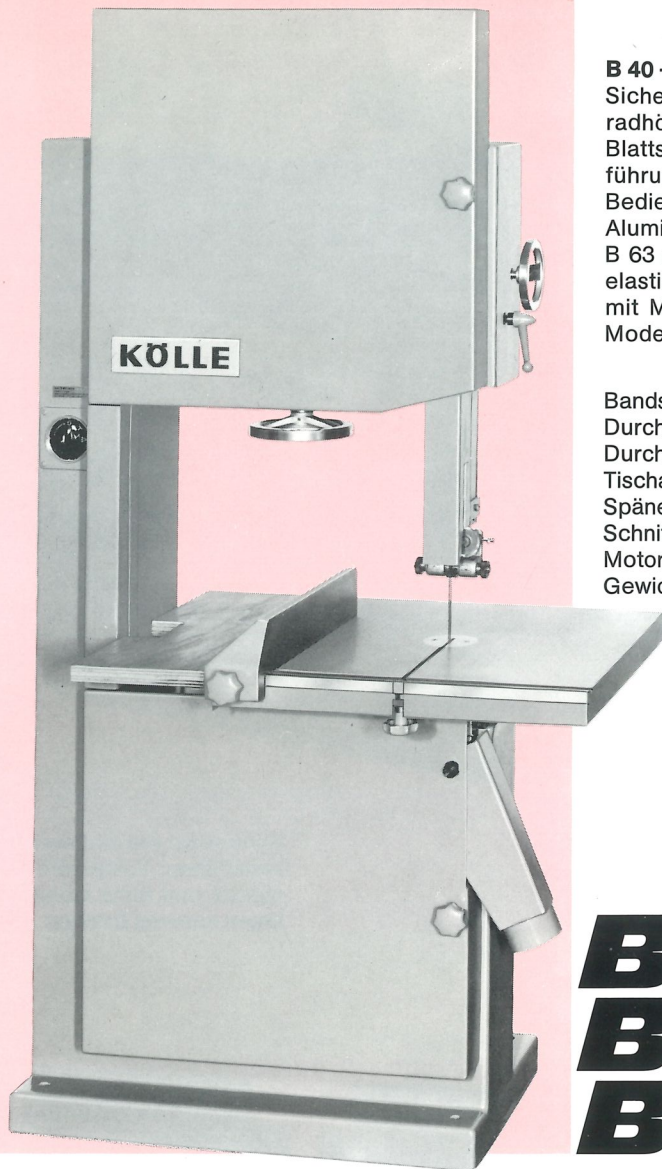 KÖLLE
B 40 -
Siche
radhö
Blatts
führu
Bedie
Alumi
B 63
elasti
mit M
Mode
Bands
Durch
Durch
Tischa
Späne
Schnit
Motor
Gewic
B
B
B